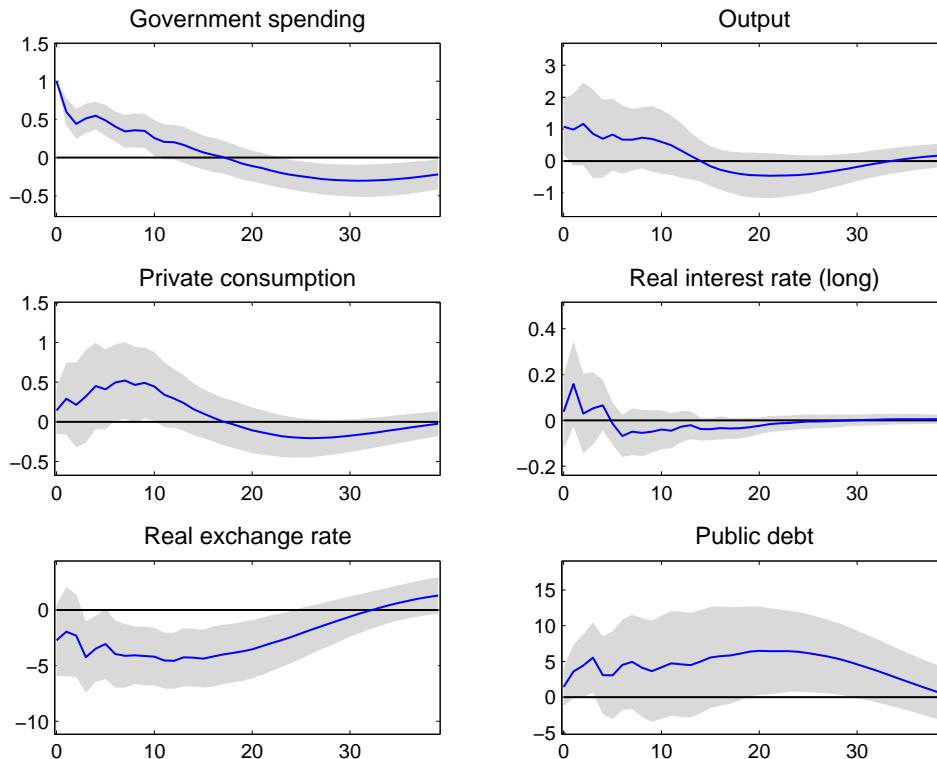 Government spending
1.5
1
0.5
0
−0.5
0 10 20 30
Output
3
2
1
0
−1
0 10 20 30
Private consumption
1.5
1
0.5
0
−0.5
0 10 20 30
Real interest rate (long)
0.4
0.2
0
−0.2
0 10 20 30
Real exchange rate
0
−5
−10
0 10 20 30
Public debt
15
10
5
0
−5
0 10 20 30